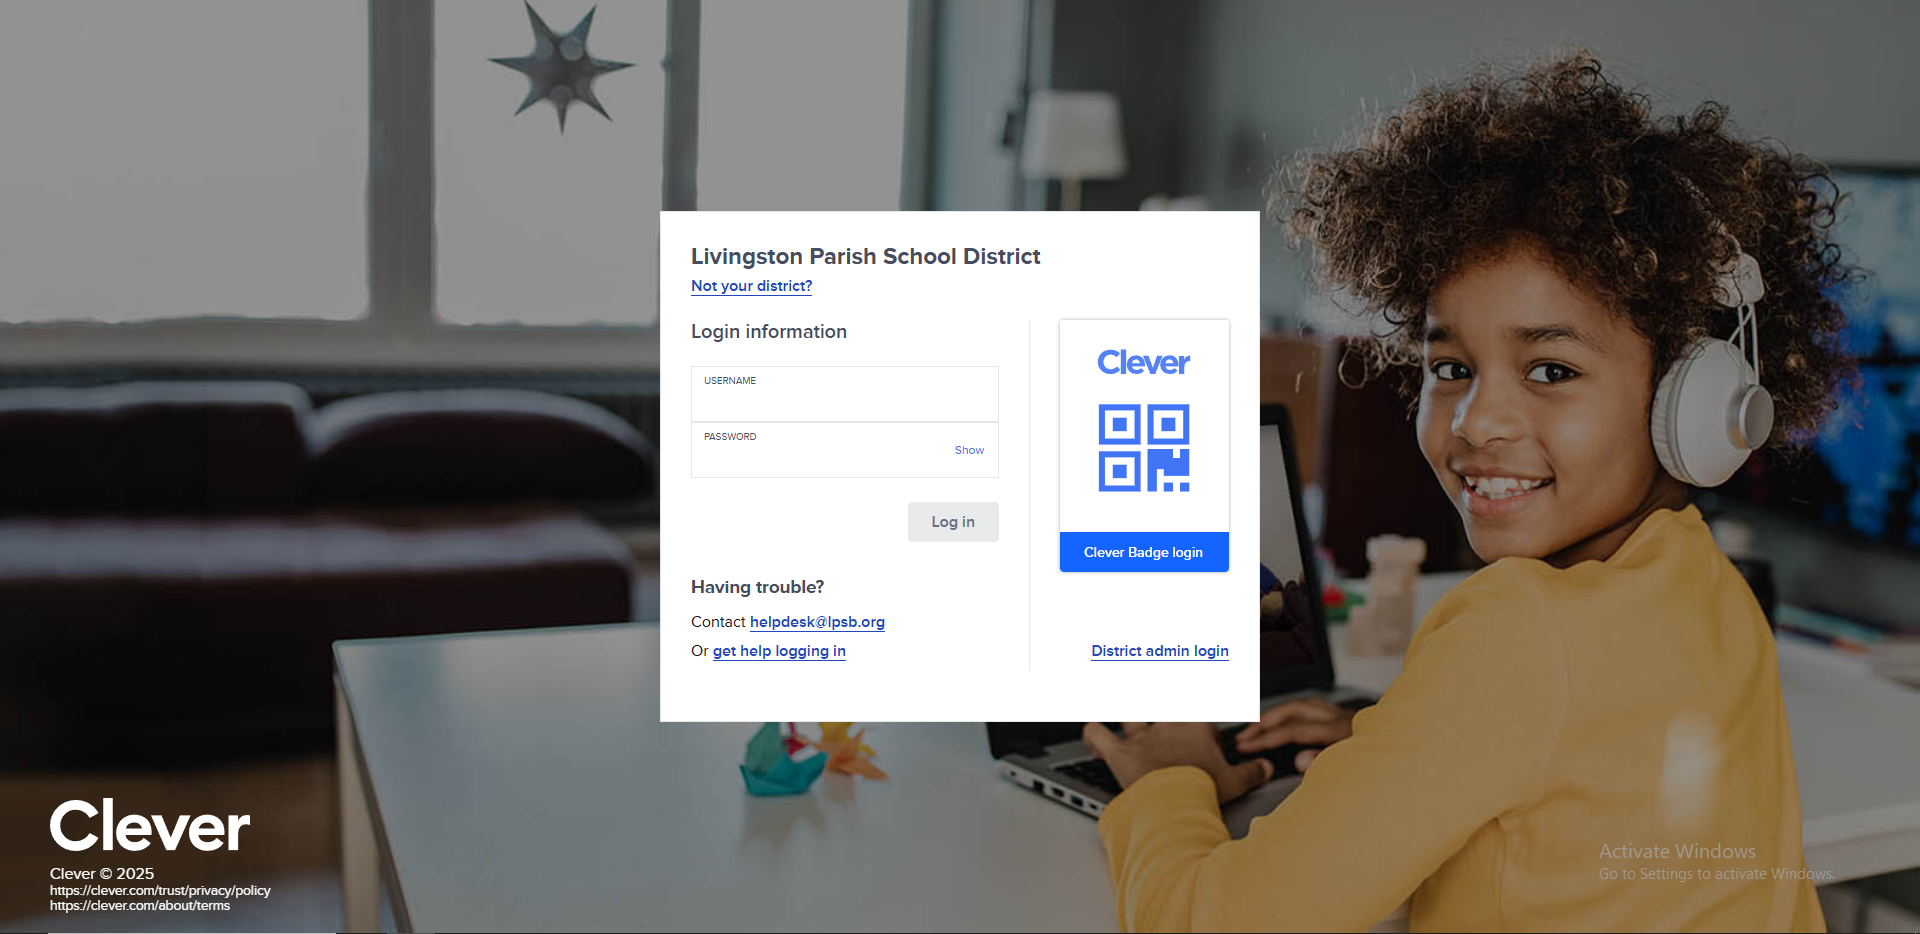 Livingston Parish School District
Not your district?
Login information
USERNAME
PASSWORD
Show
Log in
Having trouble?
Contact helpdesk@lpsb.org
Or get help logging in
Clever
Clever Badge login
District admin login
Clever
Clever © 2025
https://clever.com/trust/privacy/policy
https://clever.com/about/terms
Activate Windows
Go to Settings to activate Windows.